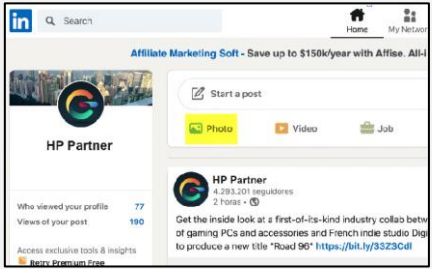 in
Search
Home
My Networ
Affiliate Marketing Soft - Save up to $150k/year with Affise. All-i
Start a post
Photo
Video
Job
HP Partner
Who viewed your profile 77
Views of your post 190
Access exclusive tools & insights
Retry Premium Free
HP Partner
4.293.201 seguidores
2 horas •
Get the inside look at a first-of-its-kind industry collab betw
of gaming PCs and accessories and French indie studio Digi
to produce a new title "Road 96" https://bit.ly/33Z3Cdl